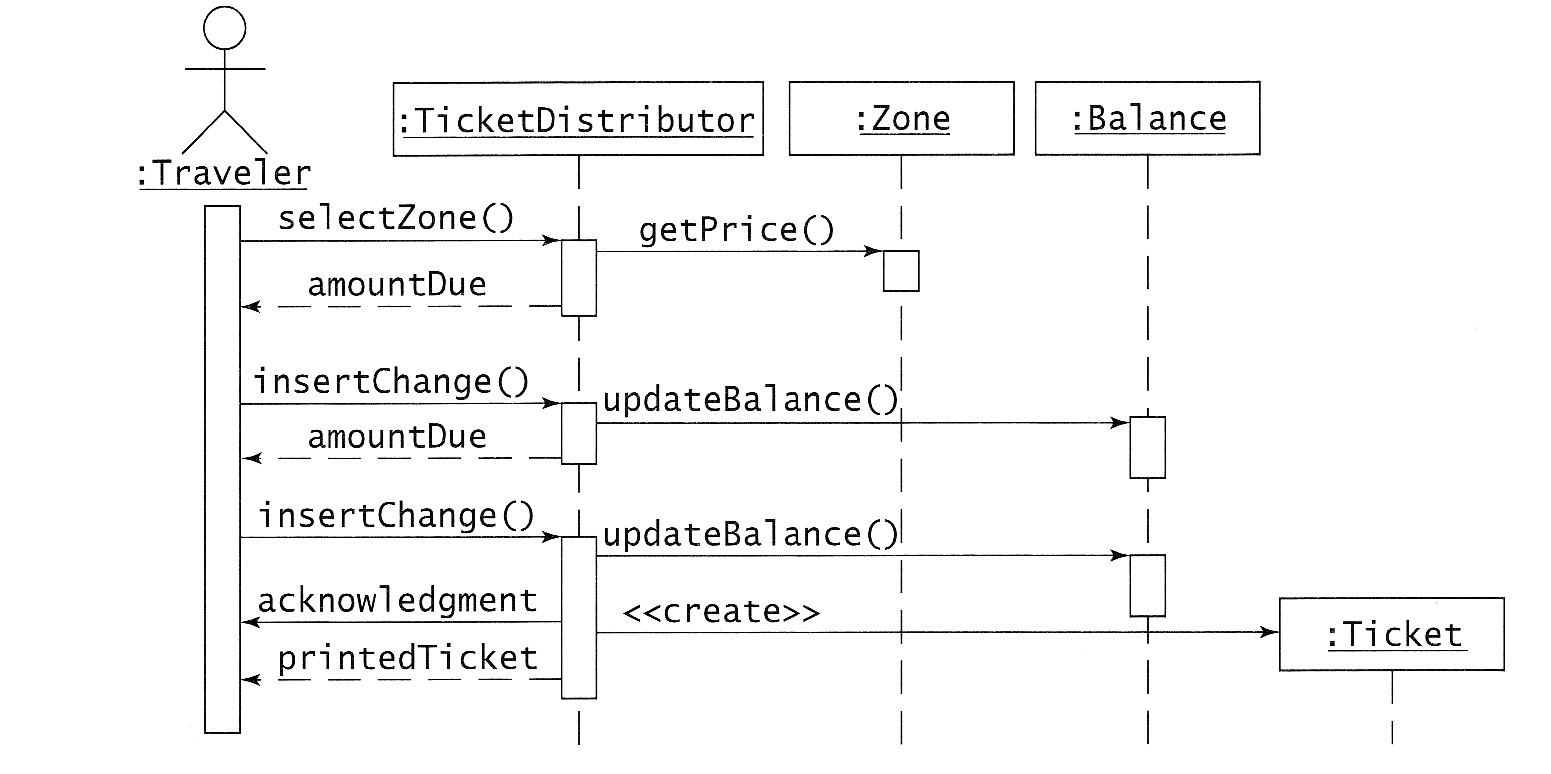 :Traveler
:TicketDistributor
:Zone
:Balance
selectZone()
getPrice()
amountDue
insertChange()
updateBalance()
amountDue
insertChange()
updateBalance()
acknowledgment
<<create>>
:Ticket
printedTicket